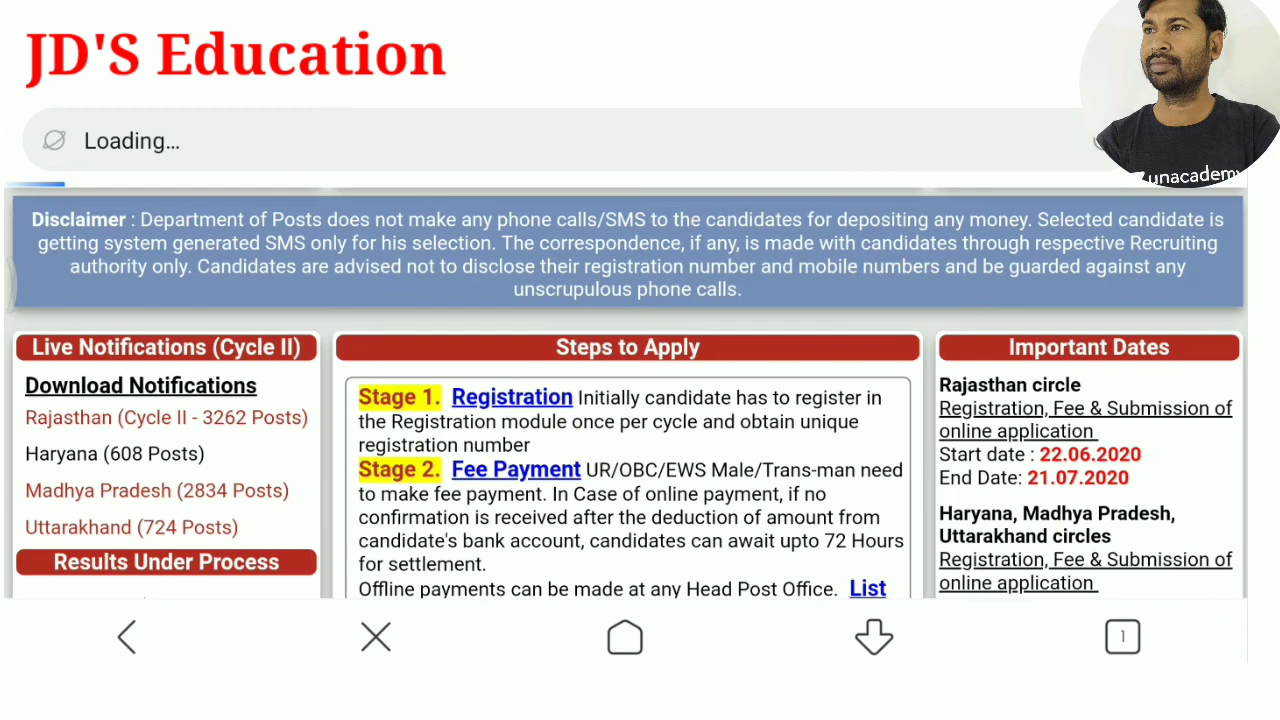 JD'S Education
Loading...
unacademy
Disclaimer : Department of Posts does not make any phone calls/SMS to the candidates for depositing any money. Selected candidate is
getting system generated SMS only for his selection. The correspondence, if any, is made with candidates through respective Recruiting
authority only. Candidates are advised not to disclose their registration number and mobile numbers and be guarded against any
unscrupulous phone calls.
Live Notifications (Cycle II)
Download Notifications
Rajasthan (Cycle II - 3262 Posts)
Haryana (608 Posts)
Madhya Pradesh (2834 Posts)
Uttarakhand (724 Posts)
Results Under Process
Steps to Apply
Stage 1. Registration Initially candidate has to register in
the Registration module once per cycle and obtain unique
registration number
Stage 2. Fee Payment UR/OBC/EWS Male/Trans-man need
to make fee payment. In Case of online payment, if no
confirmation is received after the deduction of amount from
candidate's bank account, candidates can await upto 72 Hours
for settlement.
Offline payments can be made at any Head Post Office. List
Important Dates
Rajasthan circle
Registration, Fee & Submission of
online application
Start date : 22.06.2020
End Date: 21.07.2020
Haryana, Madhya Pradesh,
Uttarakhand circles
Registration, Fee & Submission of
online application
1